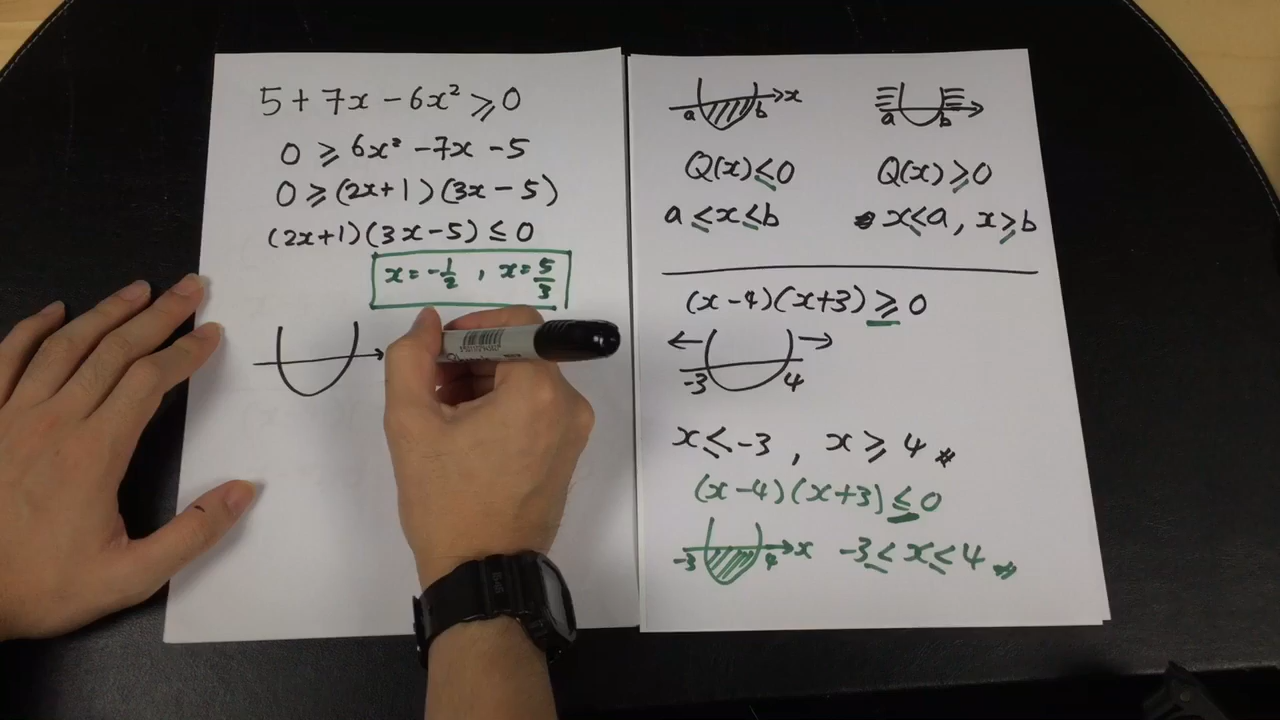 5 + 7x - 6x² ≥ 0
0 ≥ 6x² - 7x - 5
0 ≥ (2x+1)(3x-5)
(2x+1)(3x-5) ≤ 0
x = -1/2 , x = 5/3
a b x
a b
Q(x) ≤ 0 Q(x) ≥ 0
a ≤ x ≤ b x ≤ a, x ≥ b
(x-4)(x+3) ≥ 0
-3 4
x ≤ -3 , x ≥ 4 #
(x-4)(x+3) ≤ 0
-3 4 x -3 ≤ x ≤ 4 #